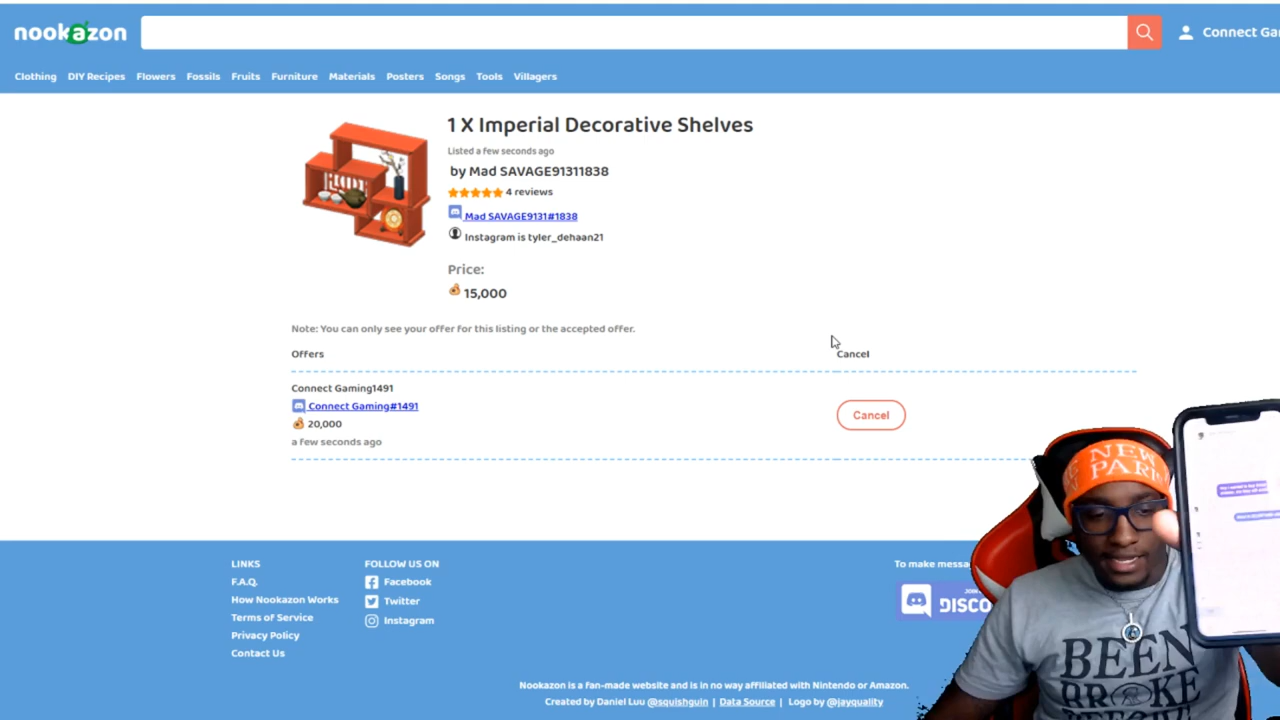 nookazon
Connect Ga
Clothing DIY Recipes Flowers Fossils Fruits Furniture Materials Posters Songs Tools Villagers
1 X Imperial Decorative Shelves
Listed a few seconds ago
by Mad SAVAGE91311838
4 reviews
Mad SAVAGE9131#1838
Instagram is tyler_dehaan21
Price:
15,000
Note: You can only see your offer for this listing or the accepted offer.
Offers Cancel
Connect Gaming1491
Connect Gaming#1491
20,000
Cancel
a few seconds ago
NEW
PAR
LINKS
F.A.Q.
How Nookazon Works
Terms of Service
Privacy Policy
Contact Us
FOLLOW US ON
Facebook
Twitter
Instagram
To make messa
DISCO
BEEN
BROKE
Nookazon is a fan-made website and is in no way affiliated with Nintendo or Amazon.
Created by Daniel Luu @squishguin | Data Source | Logo by @jayquality